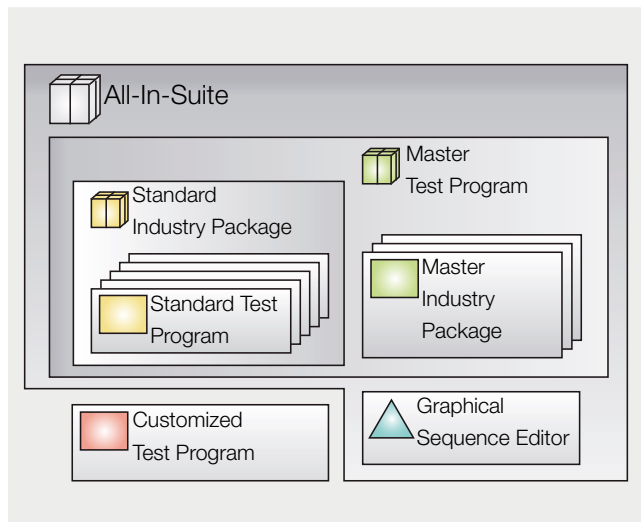 All-In-Suite
Master
Test Program
Standard
Industry Package
Standard Test
Program
Master
Industry
Package
Customized
Test Program
Graphical
Sequence Editor